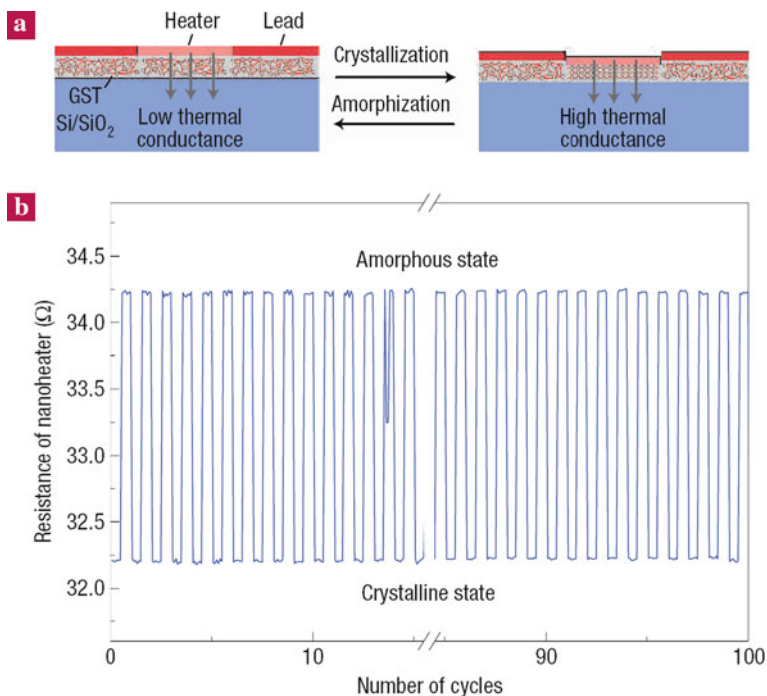 a
Heater
Lead
GST
Si/SiO₂
Low thermal
conductance
Crystallization
Amorphization
High thermal
conductance
b
Resistance of nanoheater (Ω)
34.5
34.0
33.5
33.0
32.5
32.0
Amorphous state
Crystalline state
0
10
90
100
Number of cycles